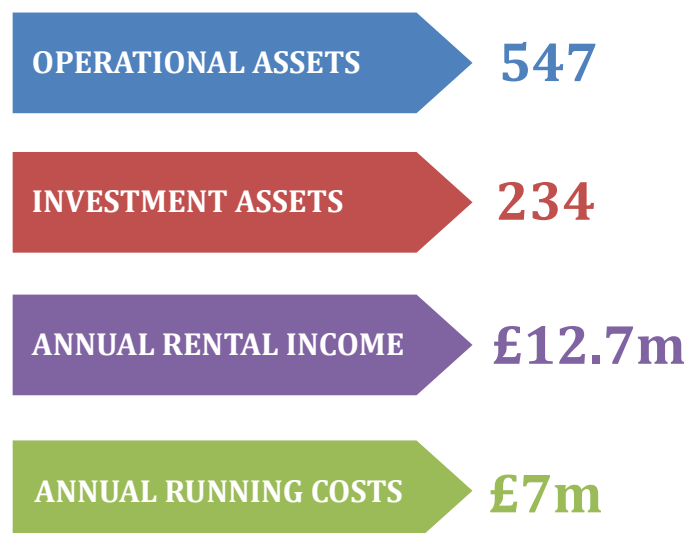 OPERATIONAL ASSETS 547
INVESTMENT ASSETS 234
ANNUAL RENTAL INCOME £12.7m
ANNUAL RUNNING COSTS £7m